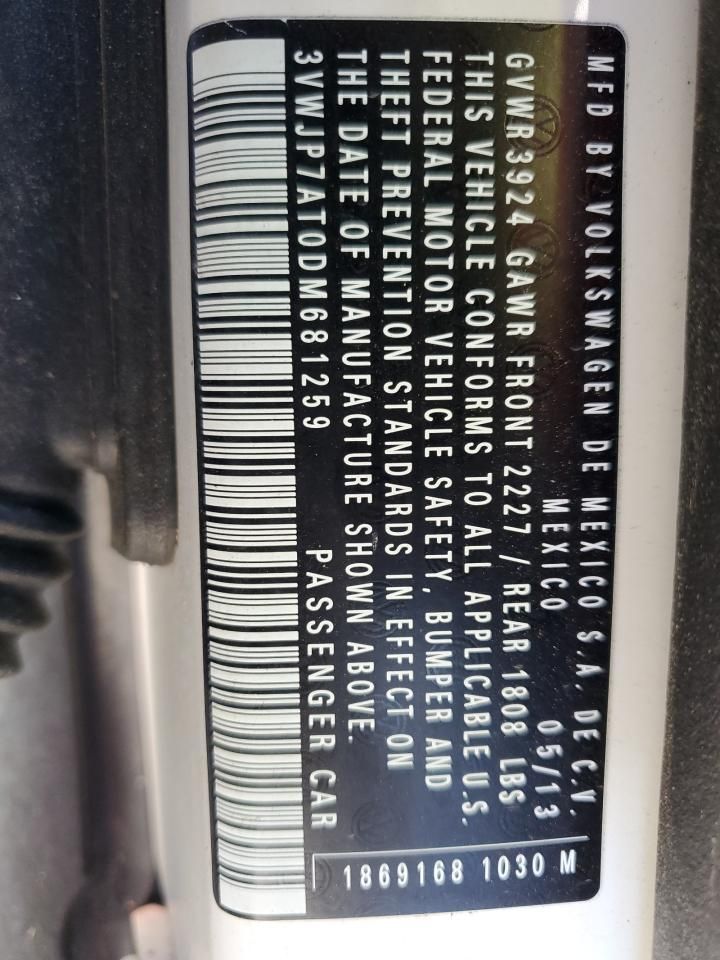 MFD BY VOLKSWAGEN DE MEXICO S.A. DE C.V.
MEXICO 05/13
GVWR3924 GAWR FRONT 2227 / REAR 1808 LBS
THIS VEHICLE CONFORMS TO ALL APPLICABLE U.S.
FEDERAL MOTOR VEHICLE SAFETY, BUMPER AND
THEFT PREVENTION STANDARDS IN EFFECT ON
THE DATE OF MANUFACTURE SHOWN ABOVE.
3VWJP7AT0DM681259 PASSENGER CAR
1869168 1030 M